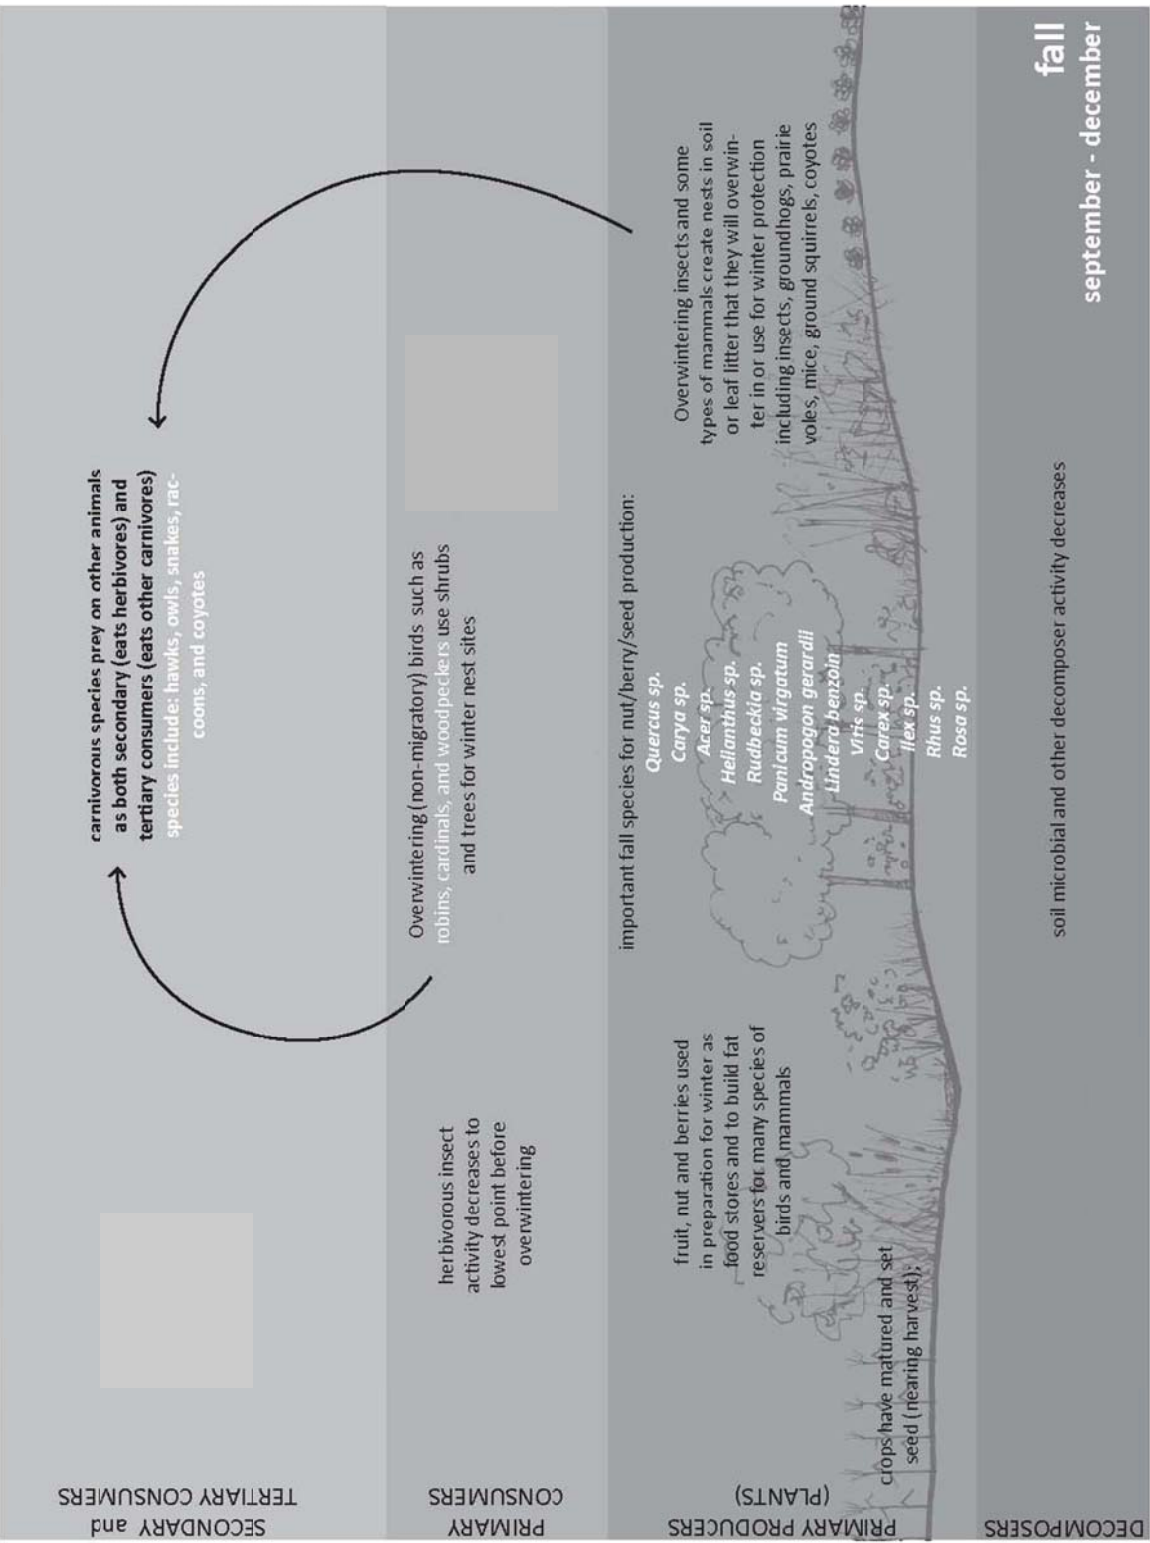 SECONDARY and
TERTIARY CONSUMERS
carnivorous species prey on other animals
as both secondary (eats herbivores) and
tertiary consumers (eats other carnivores)
species include: hawks, owls, snakes, rac-
coons, and coyotes
PRIMARY
CONSUMERS
herbivorous insect
activity decreases to
lowest point before
overwintering
Overwintering (non-migratory) birds such as
robins, cardinals, and woodpeckers use shrubs
and trees for winter nest sites
PRIMARY PRODUCERS
(PLANTS)
crops have matured and set
seed (nearing harvest);
fruit, nut and berries used
in preparation for winter as
food stores and to build fat
reservers for many species of
birds and mammals
important fall species for nut/berry/seed production:
Quercus sp.
Carya sp.
Acer sp.
Helianthus sp.
Rudbeckia sp.
Panicum virgatum
Andropogon gerardii
Lindera benzoin
Vitis sp.
Carex sp.
Ilex sp.
Rhus sp.
Rosa sp.
Overwintering insects and some
types of mammals create nests in soil
or leaf litter that they will overwin-
ter in or use for winter protection
including insects, groundhogs, prairie
voles, mice, ground squirrels, coyotes
DECOMPOSERS
soil microbial and other decomposer activity decreases
fall
september - december